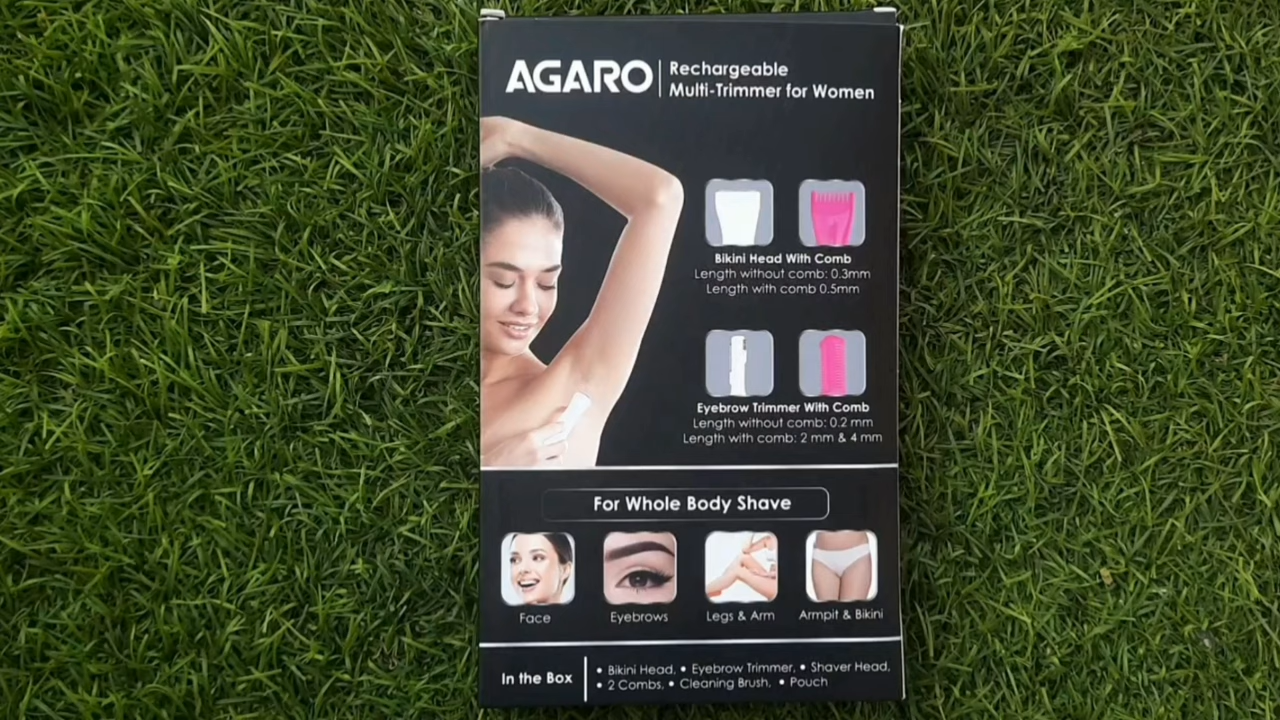 AGARO
Rechargeable
Multi-Trimmer for Women
Bikini Head With Comb
Length without comb: 0.3mm
Length with comb 0.5mm
Eyebrow Trimmer With Comb
Length without comb: 0.2 mm
Length with comb: 2 mm & 4 mm
For Whole Body Shave
Face
Eyebrows
Legs & Arm
Armpit & Bikini
In the Box
• Bikini Head, • Eyebrow Trimmer, • Shaver Head,
• 2 Combs, • Cleaning Brush, • Pouch